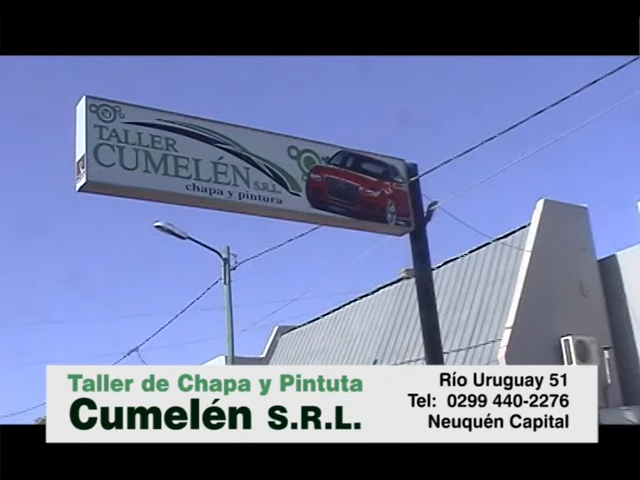 TALLER
CUMELÉN S.R.L.
chapa y pintura
Taller de Chapa y Pintuta
Cumelén S.R.L.
Río Uruguay 51
Tel: 0299 440-2276
Neuquén Capital